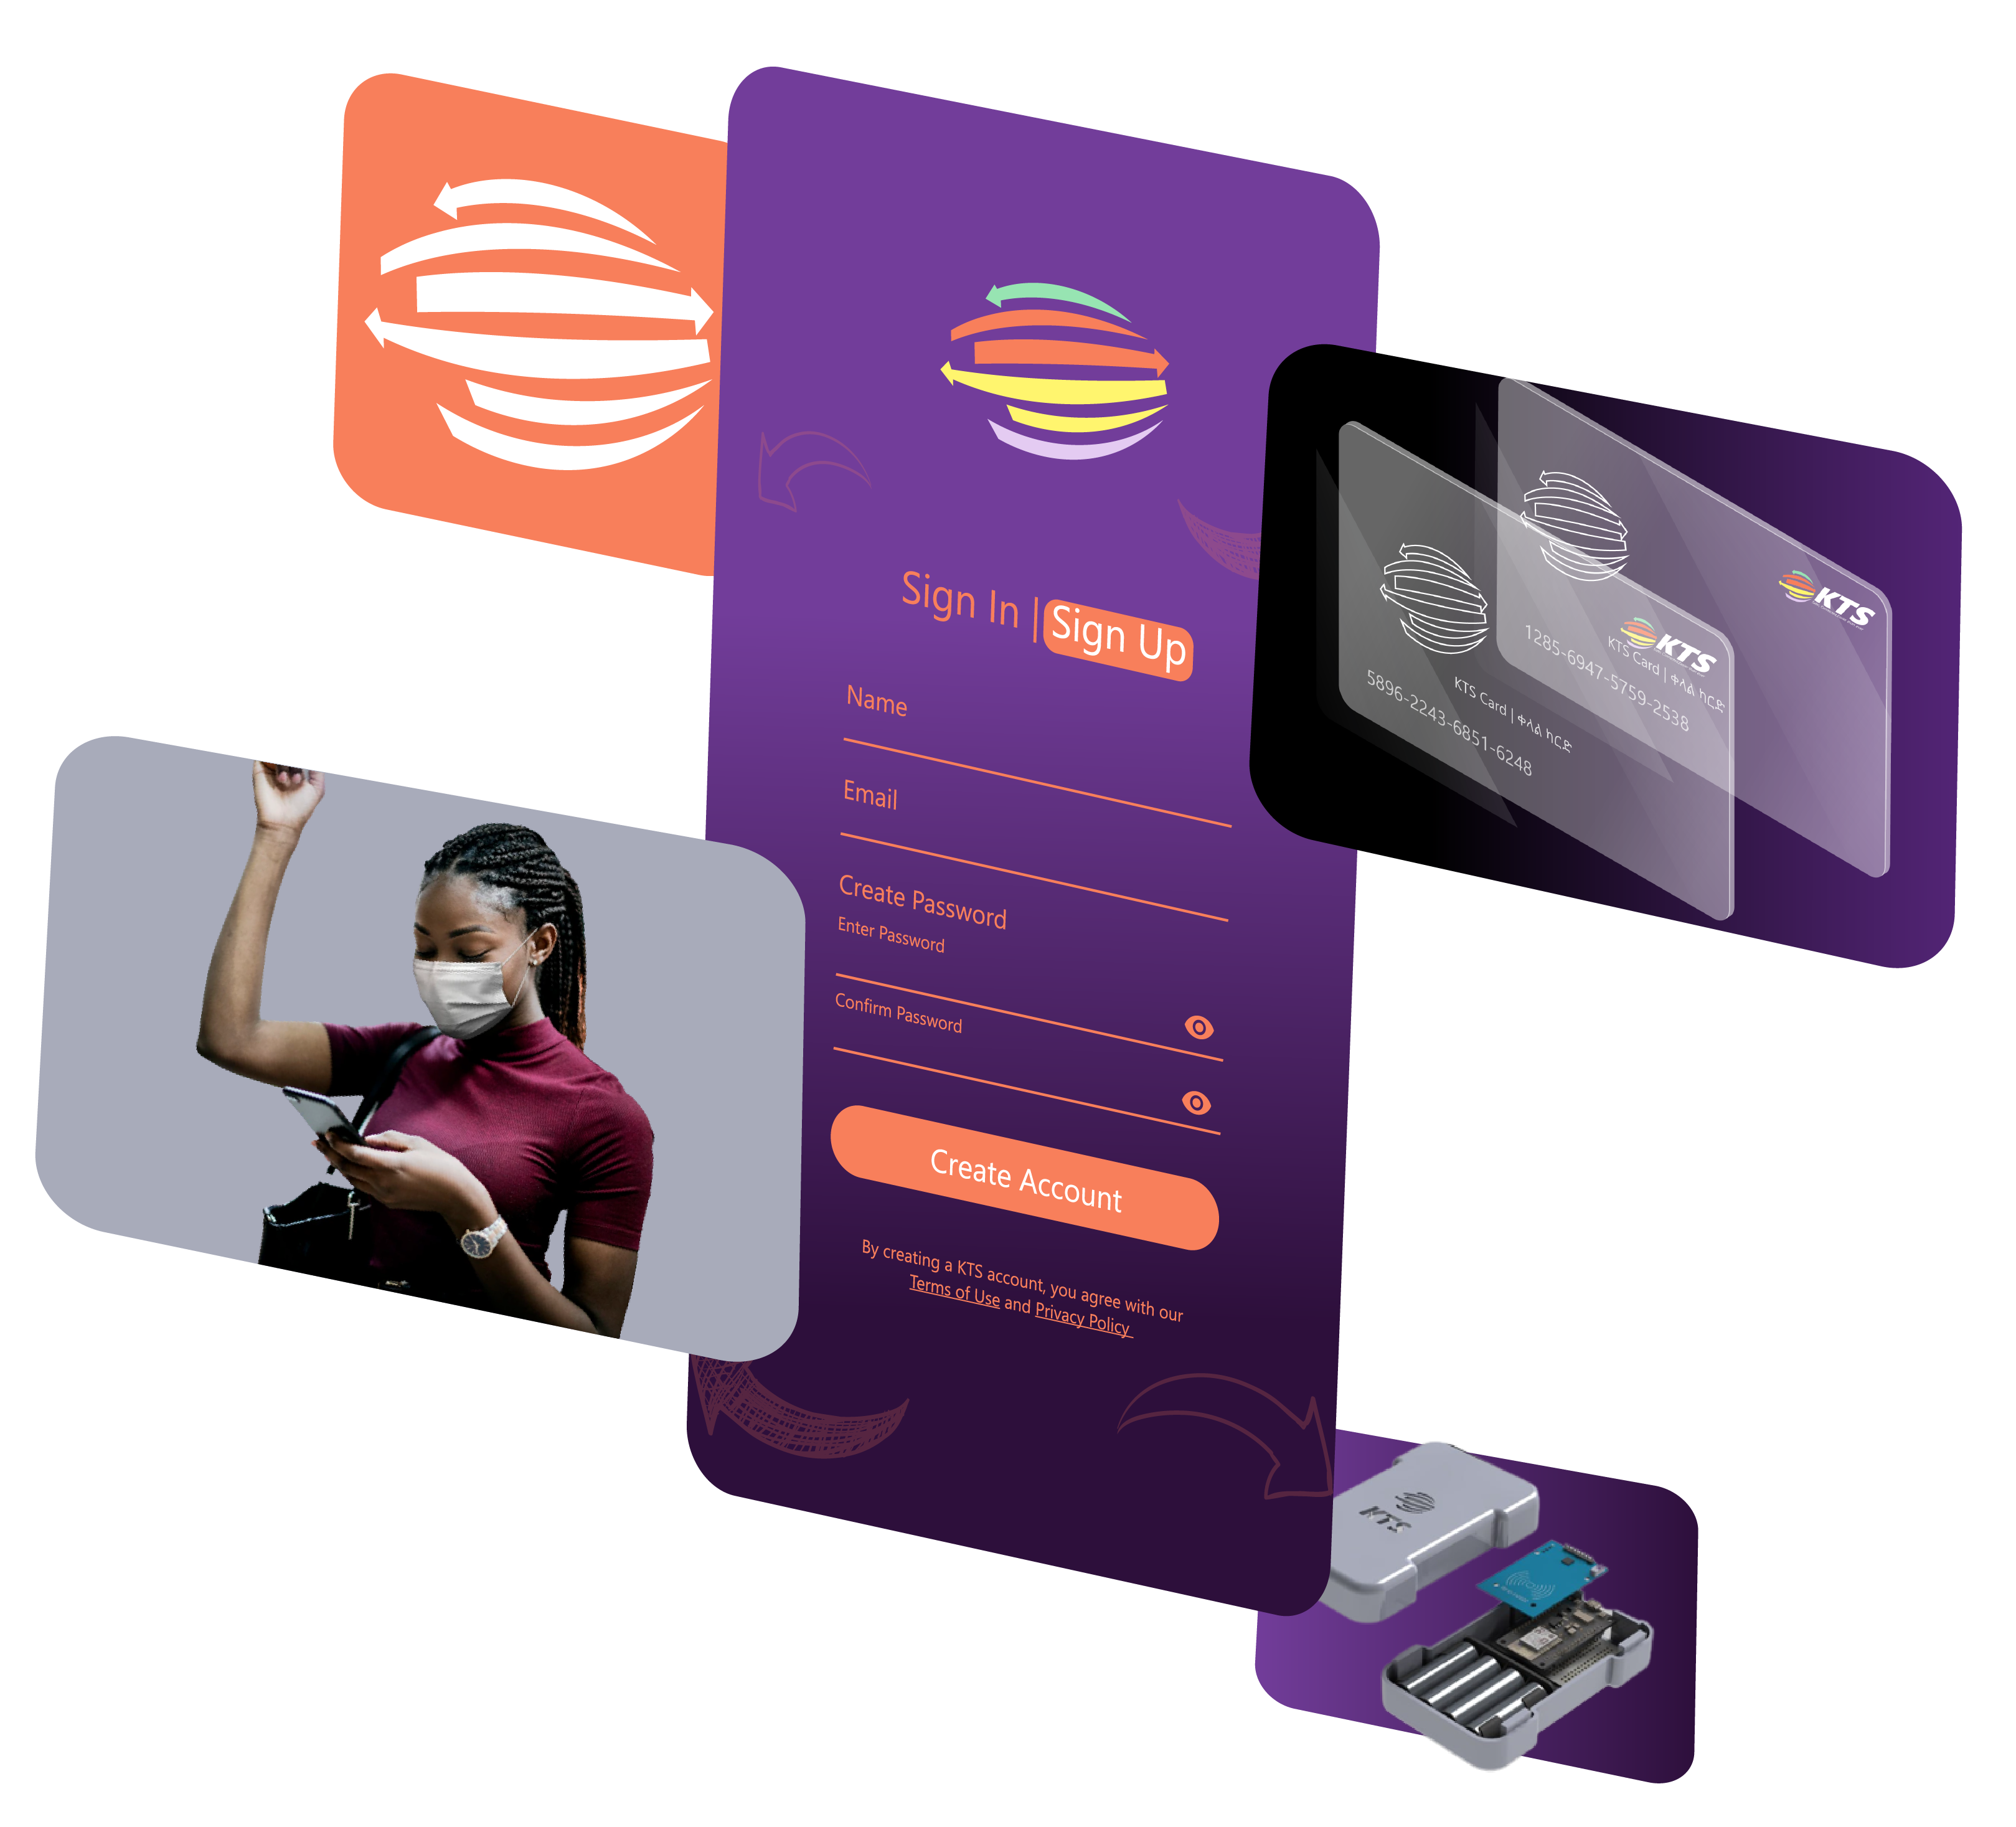 Sign In | Sign Up
Name
Email
Create Password
Enter Password
Confirm Password
Create Account
By creating a KTS account, you agree with our
Terms of Use and Privacy Policy
KTS
1285-6947-5759-2538
KTS Card | ቀላል ካርድ
KTS
KTS Card | ቀላል ካርድ
5896-2243-6851-6248
KTS